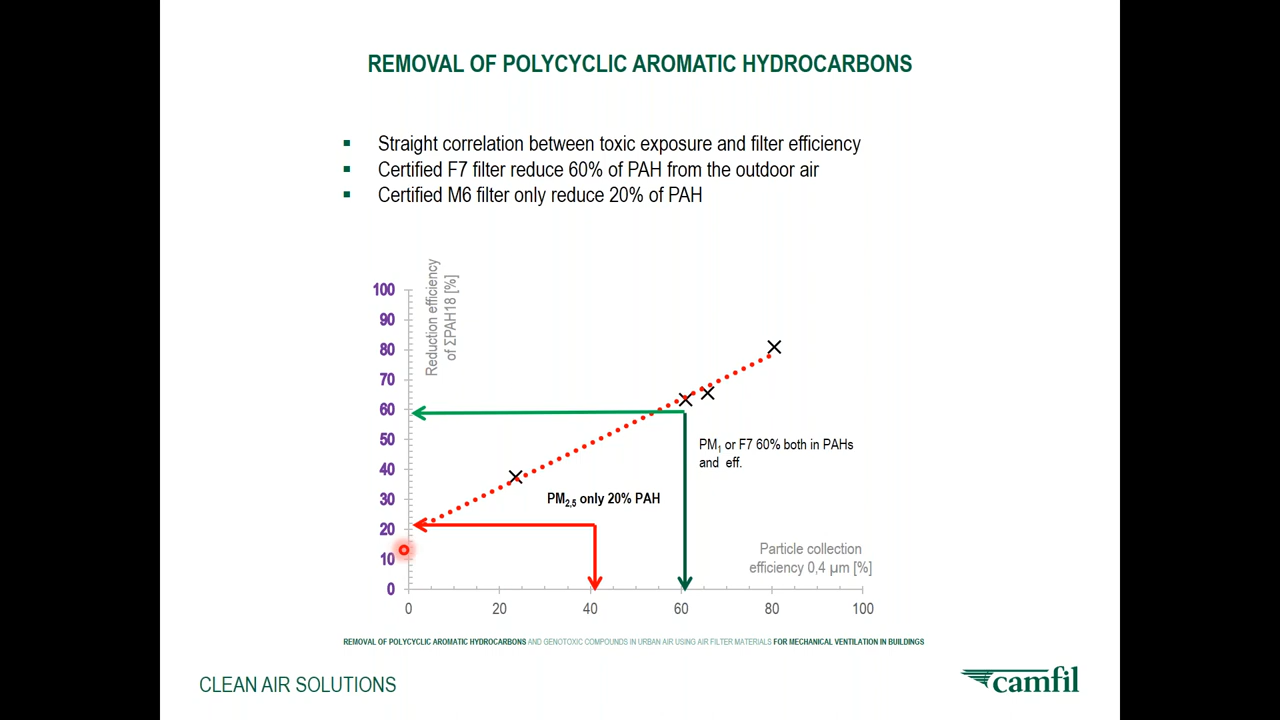 REMOVAL OF POLYCYCLIC AROMATIC HYDROCARBONS
Straight correlation between toxic exposure and filter efficiency
Certified F7 filter reduce 60% of PAH from the outdoor air
Certified M6 filter only reduce 20% of PAH
Reduction efficiency
of ΣPAH18 [%]
100
90
80
70
60
50
40
30
20
10
0
PM1 or F7 60% both in PAHs
and eff.
PM2,5 only 20% PAH
Particle collection
efficiency 0,4 µm [%]
0 20 40 60 80 100
REMOVAL OF POLYCYCLIC AROMATIC HYDROCARBONS AND GENOTOXIC COMPOUNDS IN URBAN AIR USING AIR FILTER MATERIALS FOR MECHANICAL VENTILATION IN BUILDINGS
CLEAN AIR SOLUTIONS
camfil